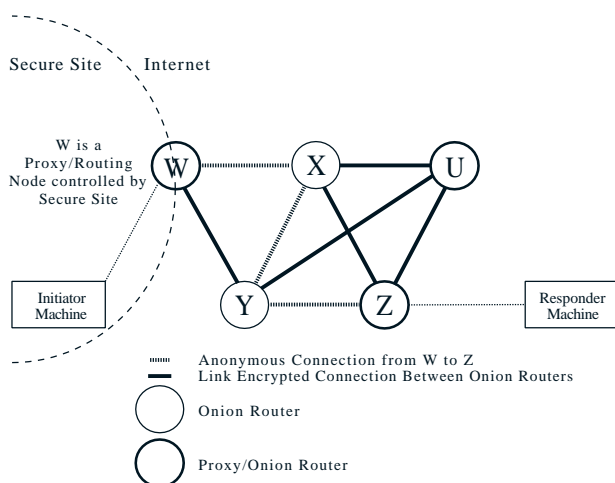 Secure Site
Internet
W is a
Proxy/Routing
Node controlled by
Secure Site
W
X
U
Y
Z
Initiator
Machine
Responder
Machine
Anonymous Connection from W to Z
Link Encrypted Connection Between Onion Routers
Onion Router
Proxy/Onion Router